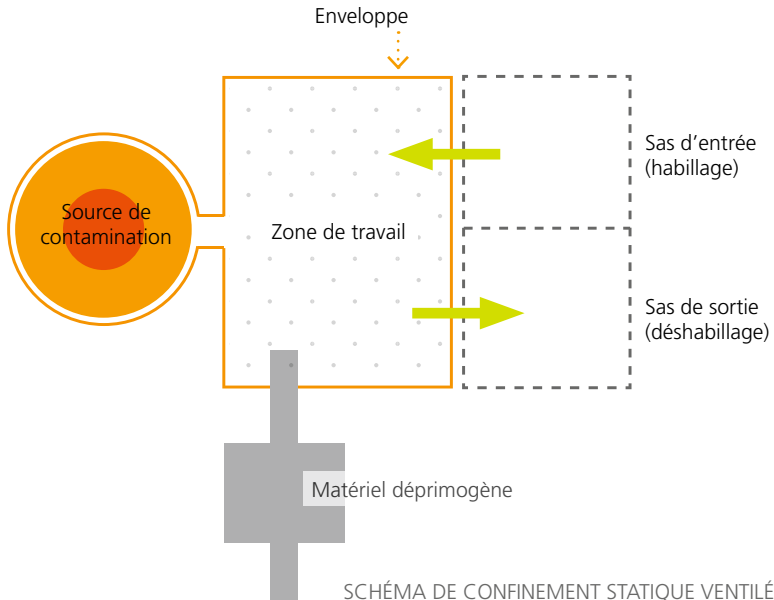 Enveloppe
Sas d’entrée
(habillage)
Source de
contamination
Zone de travail
Sas de sortie
(déshabillage)
Matériel déprimogène
SCHÉMA DE CONFINEMENT STATIQUE VENTILÉ